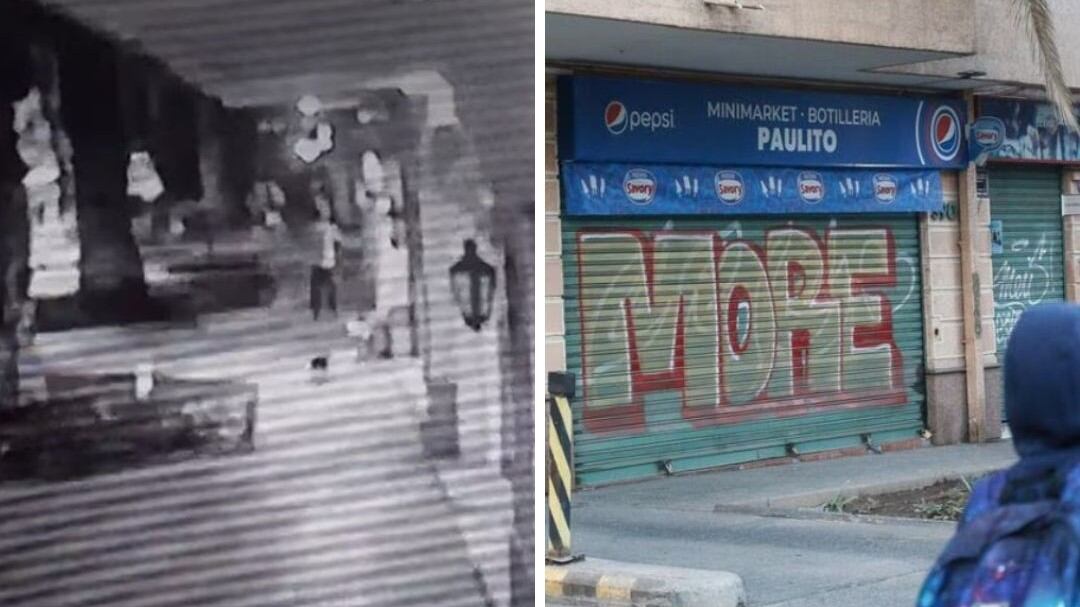 pepsi
MINIMARKET · BOTILLERIA
PAULITO
Savory
Savory
Savory
Savory
Savory
MORE